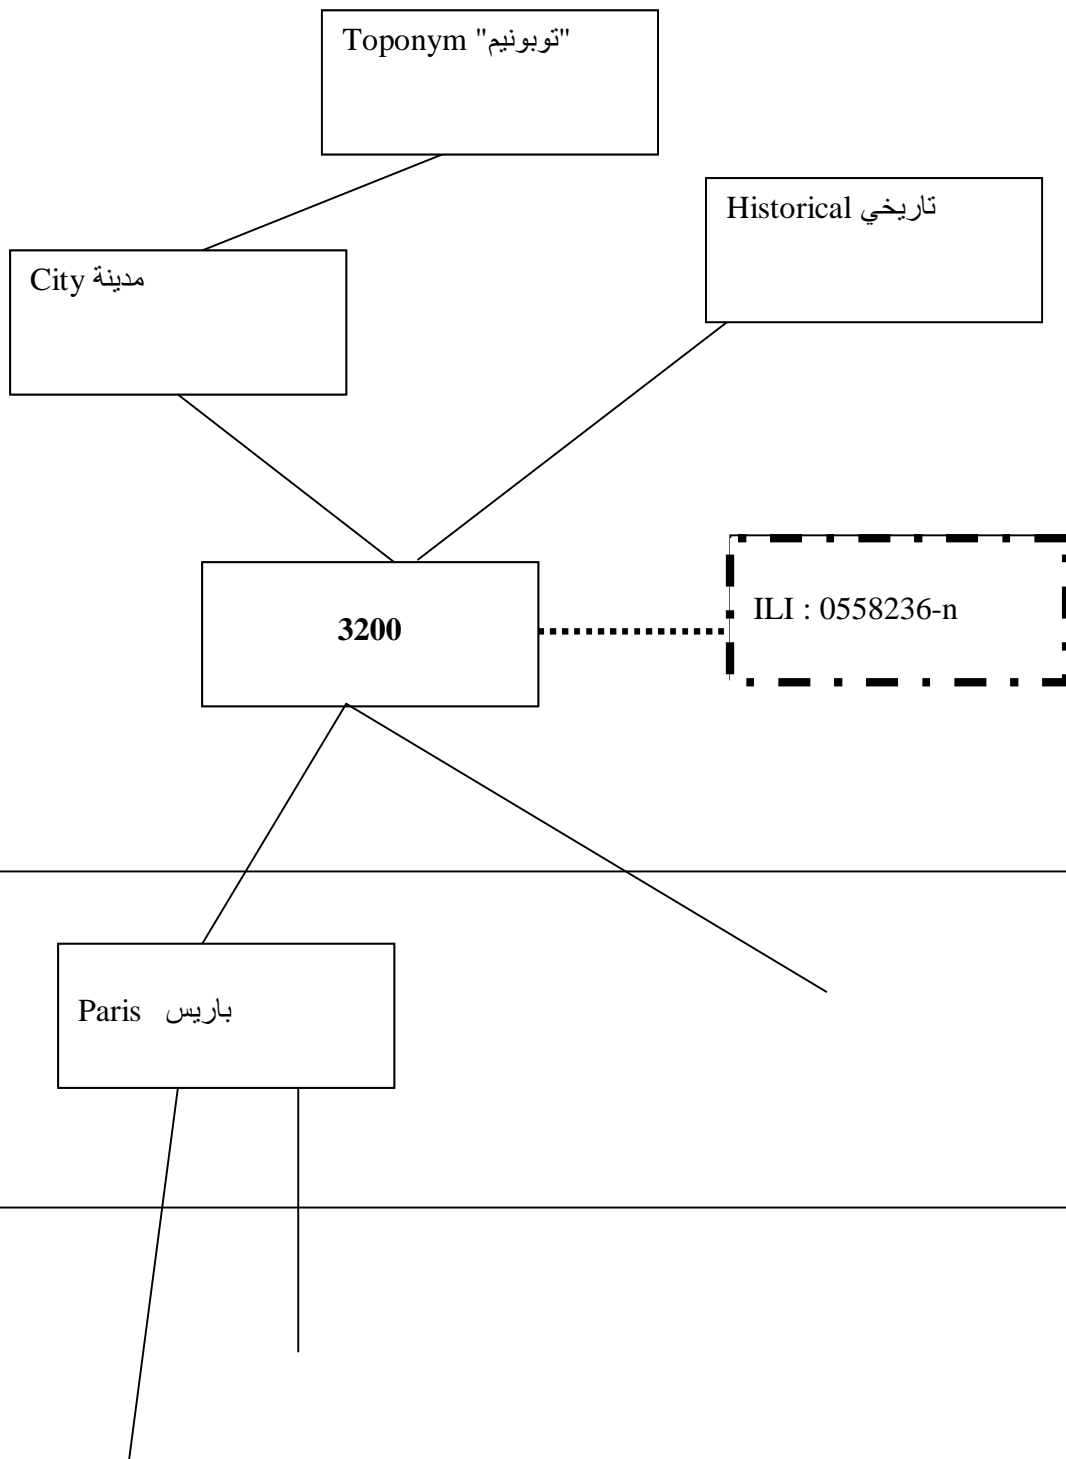 Toponym "توبونيم"
Historical تاريخي
City مدينة
3200
ILI : 0558236-n
Paris باريس